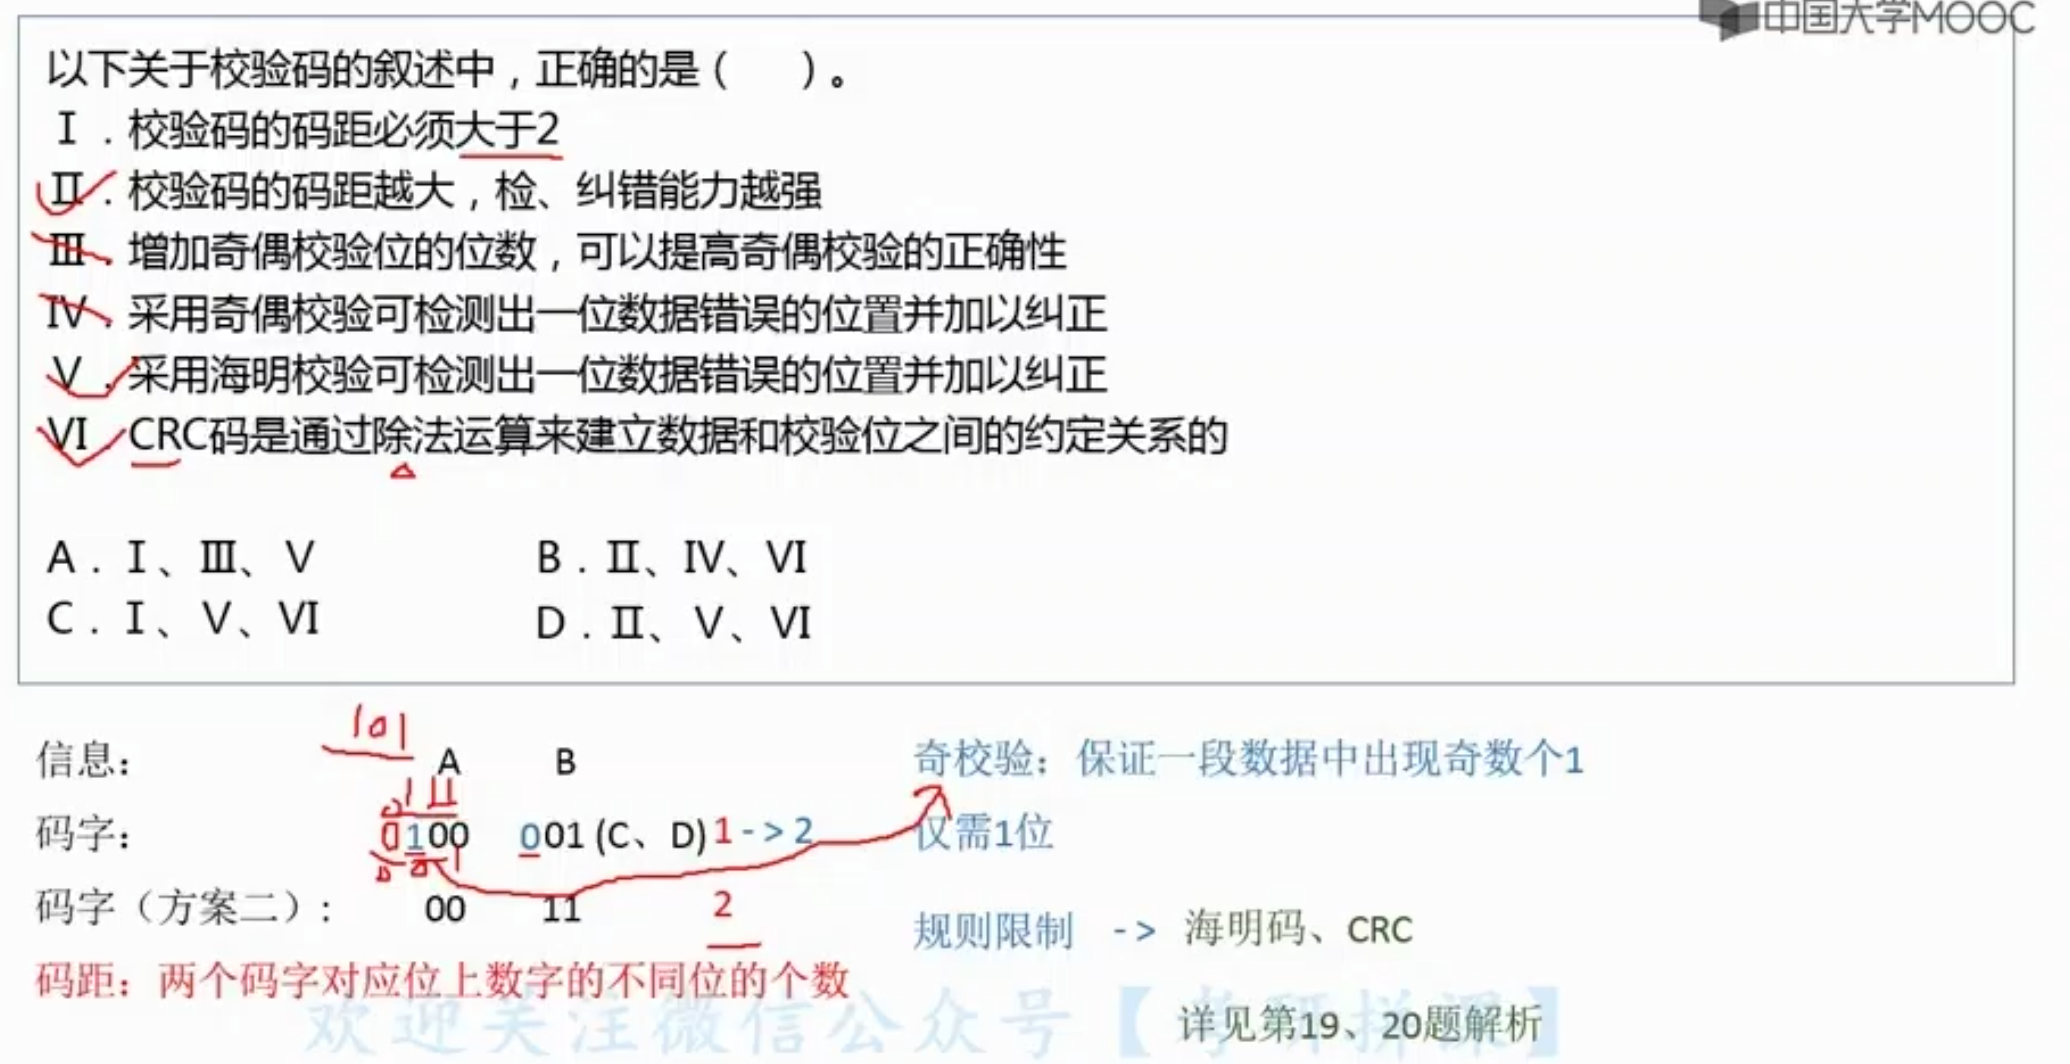 中国大学MOOC
以下关于校验码的叙述中，正确的是（　　）。
Ⅰ．校验码的码距必须大于2
Ⅱ．校验码的码距越大，检、纠错能力越强
Ⅲ．增加奇偶校验位的位数，可以提高奇偶校验的正确性
Ⅳ．采用奇偶校验可检测出一位数据错误的位置并加以纠正
Ⅴ．采用海明校验可检测出一位数据错误的位置并加以纠正
Ⅵ．CRC码是通过除法运算来建立数据和校验位之间的约定关系的
A．Ⅰ、Ⅲ、Ⅴ　　B．Ⅱ、Ⅳ、Ⅵ
C．Ⅰ、Ⅴ、Ⅵ　　D．Ⅱ、Ⅴ、Ⅵ
101
信息：　A　B　奇校验：保证一段数据中出现奇数个1
码字：　0100　001 (C、D) 1 -> 2　仅需1位
码字（方案二）:　00　11　2
规则限制 -> 海明码、CRC
码距：两个码字对应位上数字的不同位的个数
欢迎关注微信公众号【考研拼课】
详见第19、20题解析